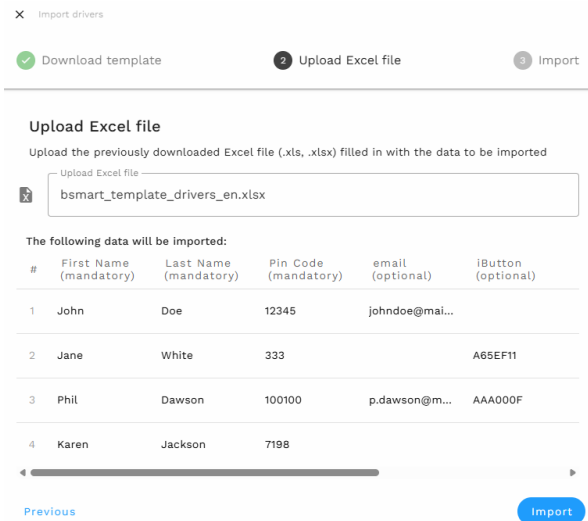 Import drivers
Download template
2 Upload Excel file
3 Import
Upload Excel file
Upload the previously downloaded Excel file (.xls, .xlsx) filled in with the data to be imported
Upload Excel file
bsmart_template_drivers_en.xlsx
The following data will be imported:
# First Name (mandatory) Last Name (mandatory) Pin Code (mandatory) email (optional) iButton (optional)
1 John Doe 12345 johndoe@mai...
2 Jane White 333 A65EF11
3 Phil Dawson 100100 p.dawson@m... AAA000F
4 Karen Jackson 7198
Previous
Import